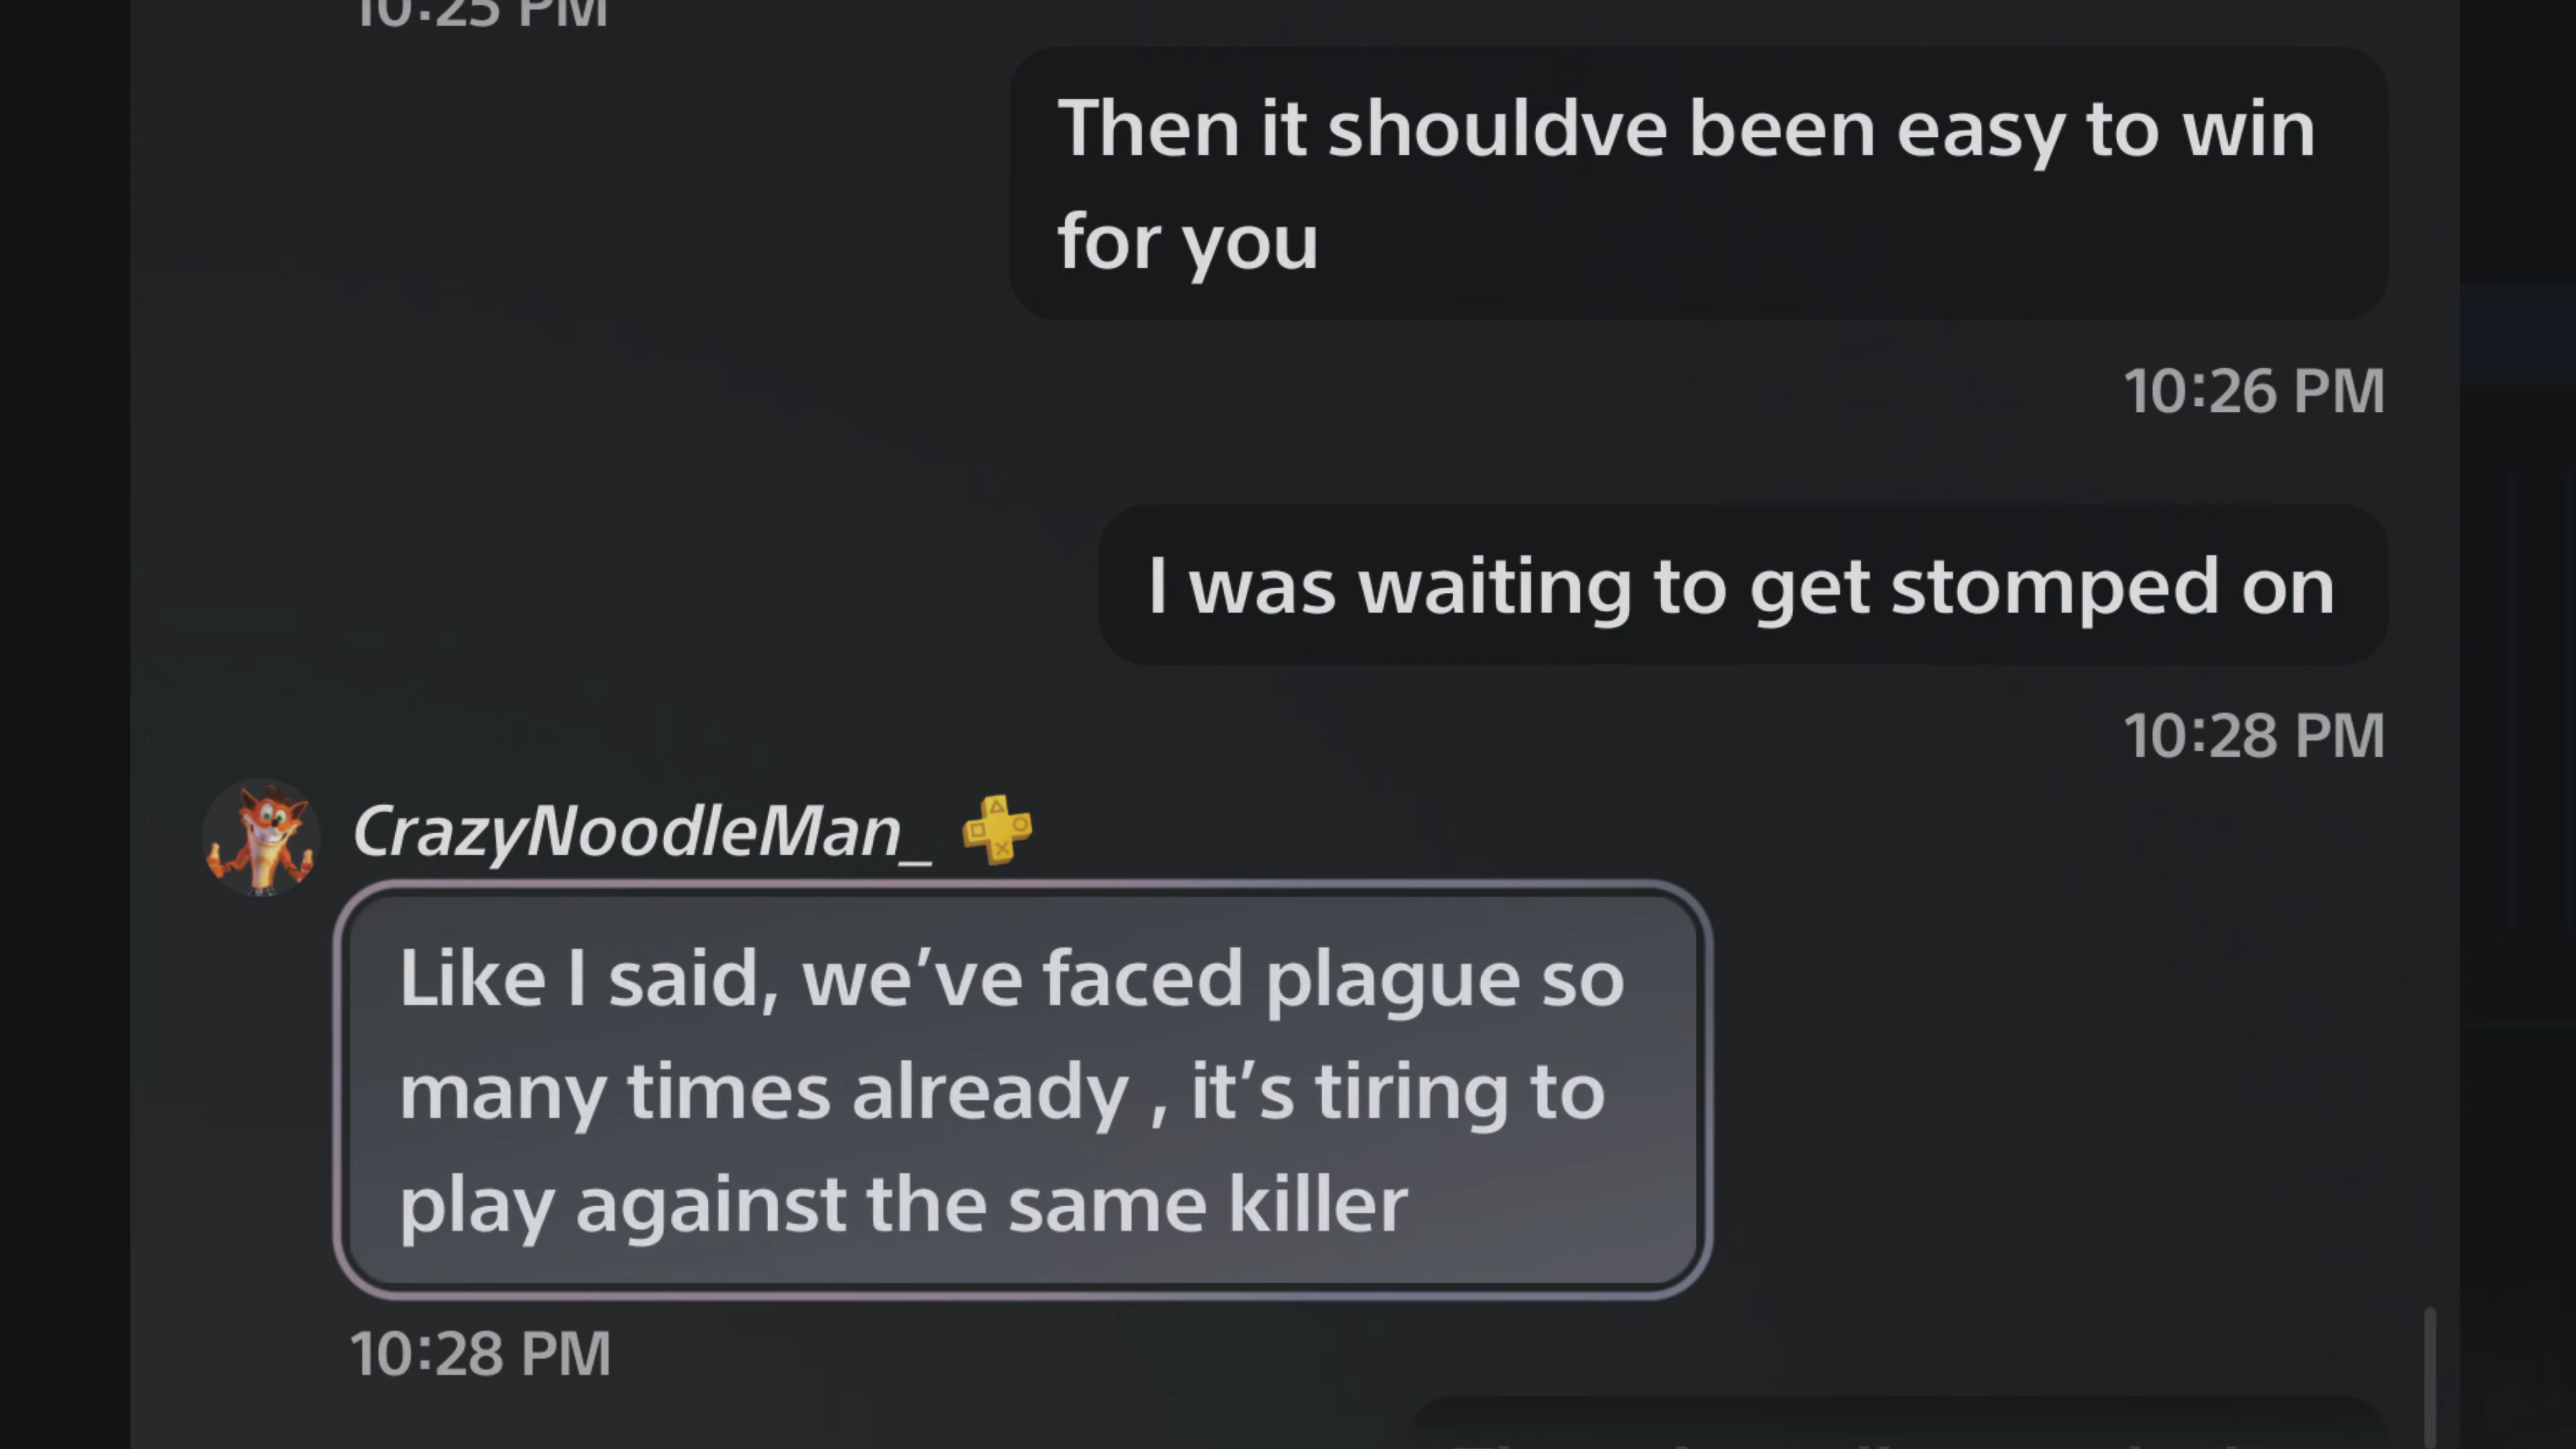 10:25 PM
Then it shouldve been easy to win
for you
10:26 PM
I was waiting to get stomped on
10:28 PM
CrazyNoodleMan_
Like I said, we’ve faced plague so
many times already , it’s tiring to
play against the same killer
10:28 PM